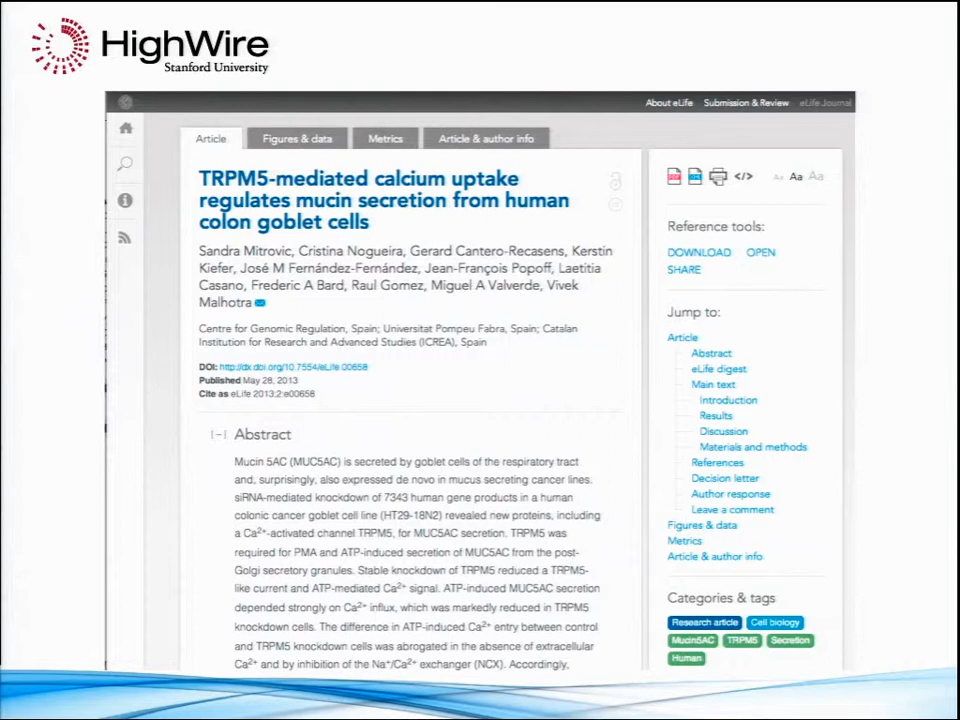 HighWire
Stanford University
About eLife Submission & Review eLife Journal
Article Figures & data Metrics Article & author info
TRPM5-mediated calcium uptake
regulates mucin secretion from human
colon goblet cells
Sandra Mitrovic, Cristina Nogueira, Gerard Cantero-Recasens, Kerstin
Kiefer, José M Fernández-Fernández, Jean-François Popoff, Laetitia
Casano, Frederic A Bard, Raul Gomez, Miguel A Valverde, Vivek
Malhotra
Centre for Genomic Regulation, Spain; Universitat Pompeu Fabra, Spain; Catalan
Institution for Research and Advanced Studies (ICREA), Spain
DOI: http://dx.doi.org/10.7554/eLife.00658
Published May 28, 2013
Cite as eLife 2013;2:e00658
[−] Abstract
Mucin 5AC (MUC5AC) is secreted by goblet cells of the respiratory tract
and, surprisingly, also expressed de novo in mucus secreting cancer lines.
siRNA-mediated knockdown of 7343 human gene products in a human
colonic cancer goblet cell line (HT29-18N2) revealed new proteins, including
a Ca²⁺-activated channel TRPM5, for MUC5AC secretion. TRPM5 was
required for PMA and ATP-induced secretion of MUC5AC from the post-
Golgi secretory granules. Stable knockdown of TRPM5 reduced a TRPM5-
like current and ATP-mediated Ca²⁺ signal. ATP-induced MUC5AC secretion
depended strongly on Ca²⁺ influx, which was markedly reduced in TRPM5
knockdown cells. The difference in ATP-induced Ca²⁺ entry between control
and TRPM5 knockdown cells was abrogated in the absence of extracellular
Ca²⁺ and by inhibition of the Na⁺/Ca²⁺ exchanger (NCX). Accordingly,
</> Aa Aa Aa
Reference tools:
DOWNLOAD OPEN
SHARE
Jump to:
Article
Abstract
eLife digest
Main text
Introduction
Results
Discussion
Materials and methods
References
Decision letter
Author response
Leave a comment
Figures & data
Metrics
Article & author info
Categories & tags
Research article Cell biology
Mucin5AC TRPM5 Secretion
Human